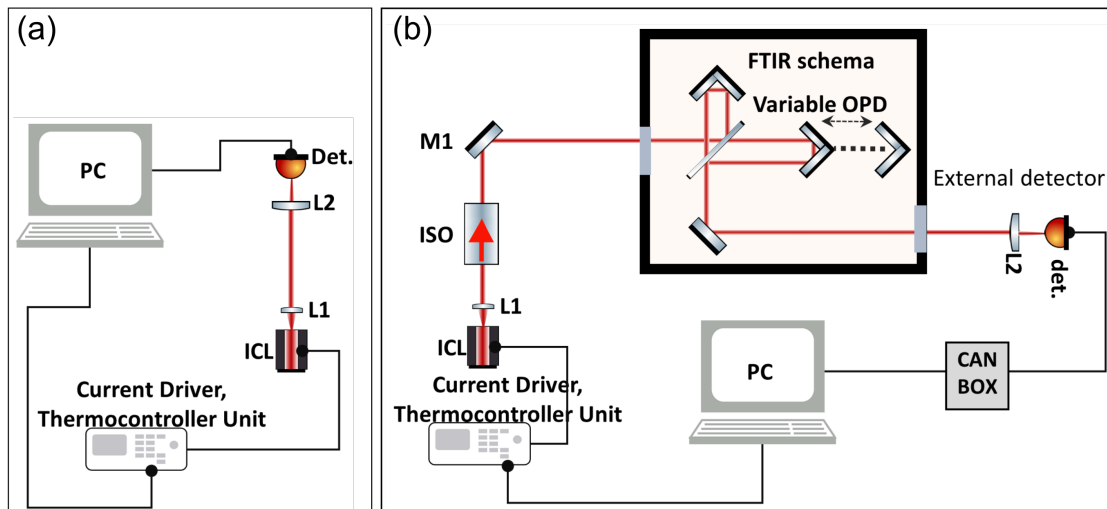 (a)
PC
Det.
L2
L1
ICL
Current Driver,
Thermocontroller Unit
(b)
FTIR schema
Variable OPD
M1
ISO
L1
ICL
Current Driver,
Thermocontroller Unit
External detector
L2
det.
PC
CAN
BOX